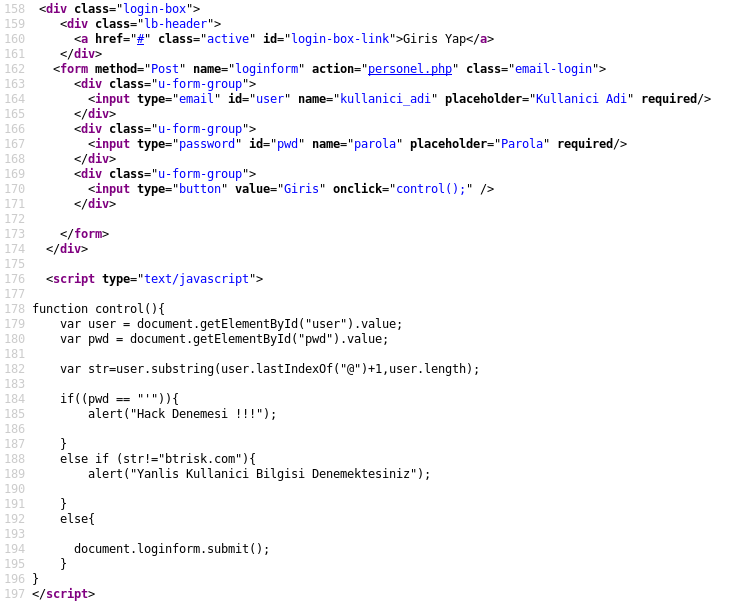 158 <div class="login-box">
159 <div class="lb-header">
160 <a href="#" class="active" id="login-box-link">Giris Yap</a>
161 </div>
162 <form method="Post" name="loginform" action="personel.php" class="email-login">
163 <div class="u-form-group">
164 <input type="email" id="user" name="kullanici_adi" placeholder="Kullanici Adi" required/>
165 </div>
166 <div class="u-form-group">
167 <input type="password" id="pwd" name="parola" placeholder="Parola" required/>
168 </div>
169 <div class="u-form-group">
170 <input type="button" value="Giris" onclick="control();" />
171 </div>
172
173 </form>
174 </div>
175
176 <script type="text/javascript">
177
178 function control(){
179 var user = document.getElementById("user").value;
180 var pwd = document.getElementById("pwd").value;
181
182 var str=user.substring(user.lastIndexOf("@")+1,user.length);
183
184 if((pwd == "'")){
185 alert("Hack Denemesi !!!");
186
187 }
188 else if (str!="btrisk.com"){
189 alert("Yanlis Kullanici Bilgisi Denemektesiniz");
190
191 }
192 else{
193
194 document.loginform.submit();
195 }
196 }
197 </script>